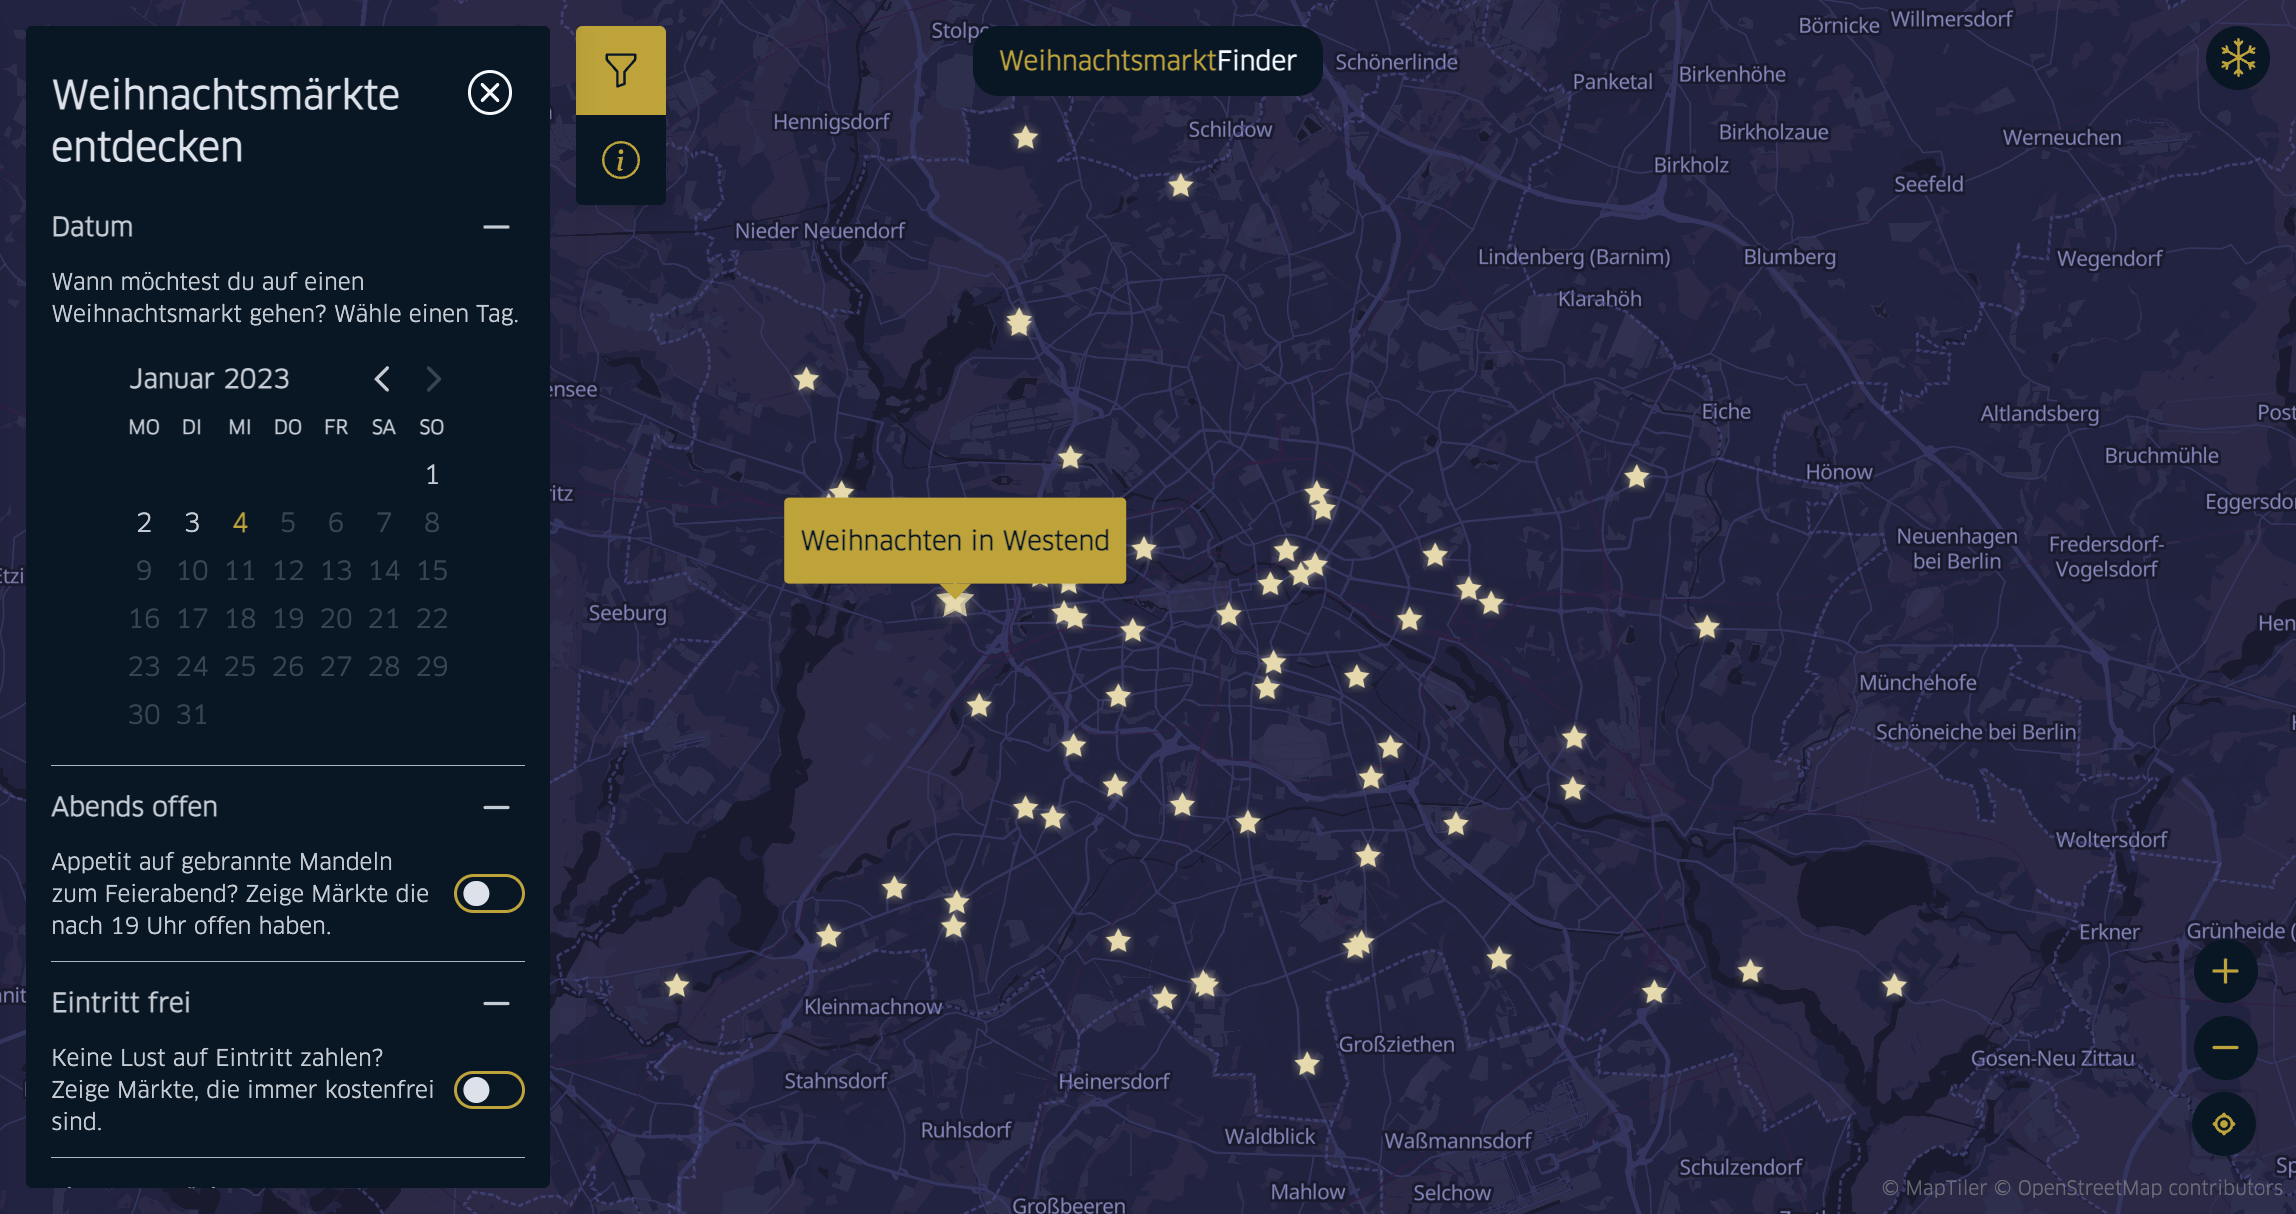 Weihnachtsmärkte
entdecken
Datum
Wann möchtest du auf einen
Weihnachtsmarkt gehen? Wähle einen Tag.
Januar 2023
MO DI MI DO FR SA SO
1
2 3 4 5 6 7 8
9 10 11 12 13 14 15
16 17 18 19 20 21 22
23 24 25 26 27 28 29
30 31
Abends offen
Appetit auf gebrannte Mandeln
zum Feierabend? Zeige Märkte die
nach 19 Uhr offen haben.
Eintritt frei
Keine Lust auf Eintritt zahlen?
Zeige Märkte, die immer kostenfrei
sind.
i
WeihnachtsmarktFinder
Stolpe
Börnicke
Willmersdorf
Schönerlinde
Panketal
Birkenhöhe
Hennigsdorf
Schildow
Birkholzaue
Werneuchen
Birkholz
Seefeld
Nieder Neuendorf
Lindenberg (Barnim)
Blumberg
Wegendorf
Klarahöh
ensee
Eiche
Altlandsberg
Post
Bruchmühle
Hönow
itz
Eggersdor
Weihnachten in Westend
Neuenhagen
bei Berlin
Fredersdorf-
Vogelsdorf
Etzi
Seeburg
Hen
Münchehofe
Schöneiche bei Berlin
Woltersdorf
Erkner
Grünheide (
nit
Kleinmachnow
Großziethen
Gosen-Neu Zittau
Stahnsdorf
Heinersdorf
Ruhlsdorf
Waldblick
Waßmannsdorf
Schulzendorf
Sp
Mahlow
Selchow
Großbeeren
© MapTiler © OpenStreetMap contributors